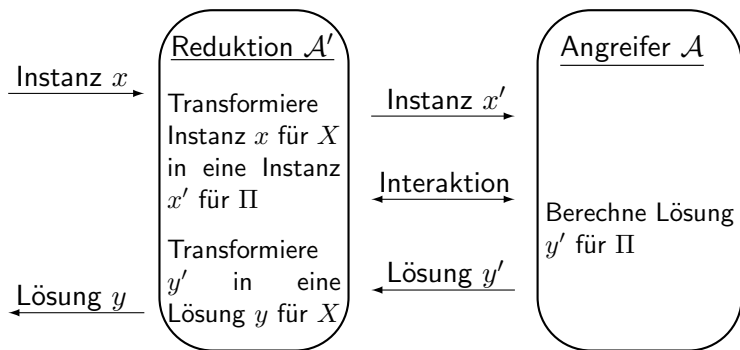 Instanz x
Reduktion 𝒜′
Transformiere
Instanz x für X
in eine Instanz
x′ für Π
Transformiere
y′ in eine
Lösung y für X
Lösung y
Instanz x′
Interaktion
Lösung y′
Angreifer 𝒜
Berechne Lösung
y′ für Π